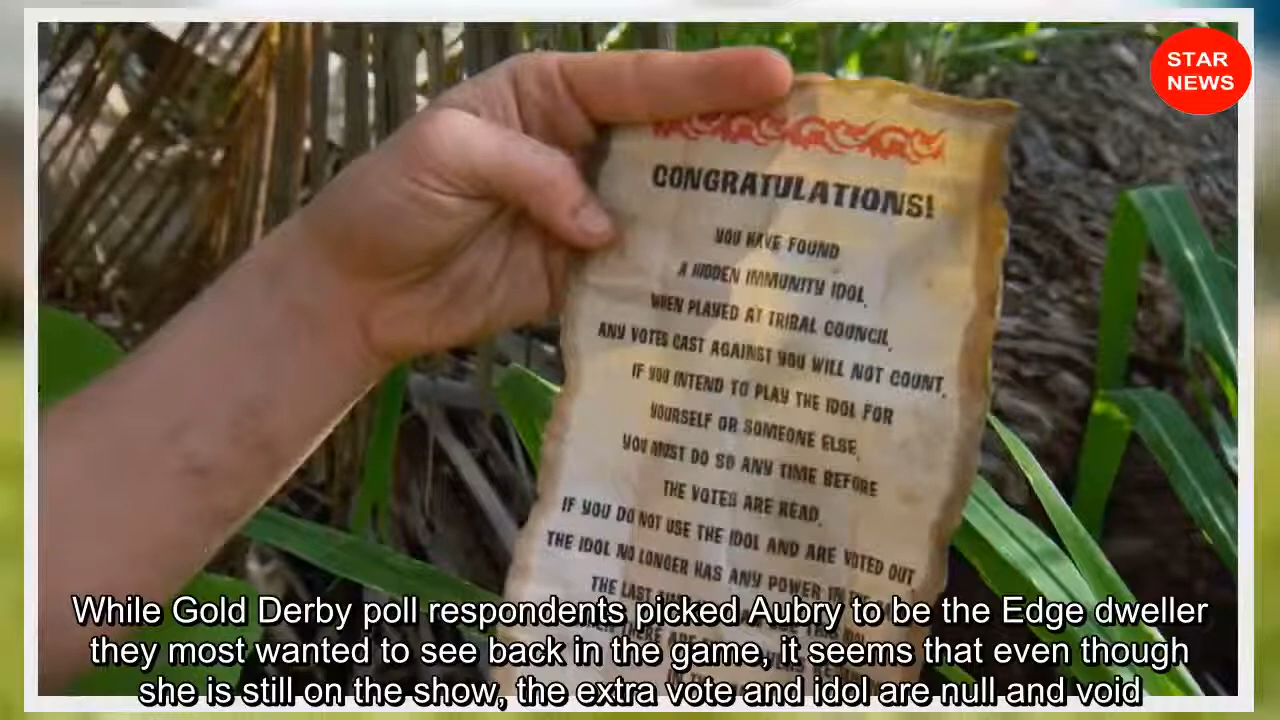 STAR
NEWS
CONGRATULATIONS!
YOU HAVE FOUND
A HIDDEN IMMUNITY IDOL.
WHEN PLAYED AT TRIBAL COUNCIL,
ANY VOTES CAST AGAINST YOU WILL NOT COUNT.
IF YOU INTEND TO PLAY THE IDOL FOR
YOURSELF OR SOMEONE ELSE,
YOU MUST DO SO ANY TIME BEFORE
THE VOTES ARE READ.
IF YOU DO NOT USE THE IDOL AND ARE VOTED OUT
THE IDOL NO LONGER HAS ANY POWER IN
THE LAST
THERE ARE
While Gold Derby poll respondents picked Aubry to be the Edge dweller
they most wanted to see back in the game, it seems that even though
she is still on the show, the extra vote and idol are null and void